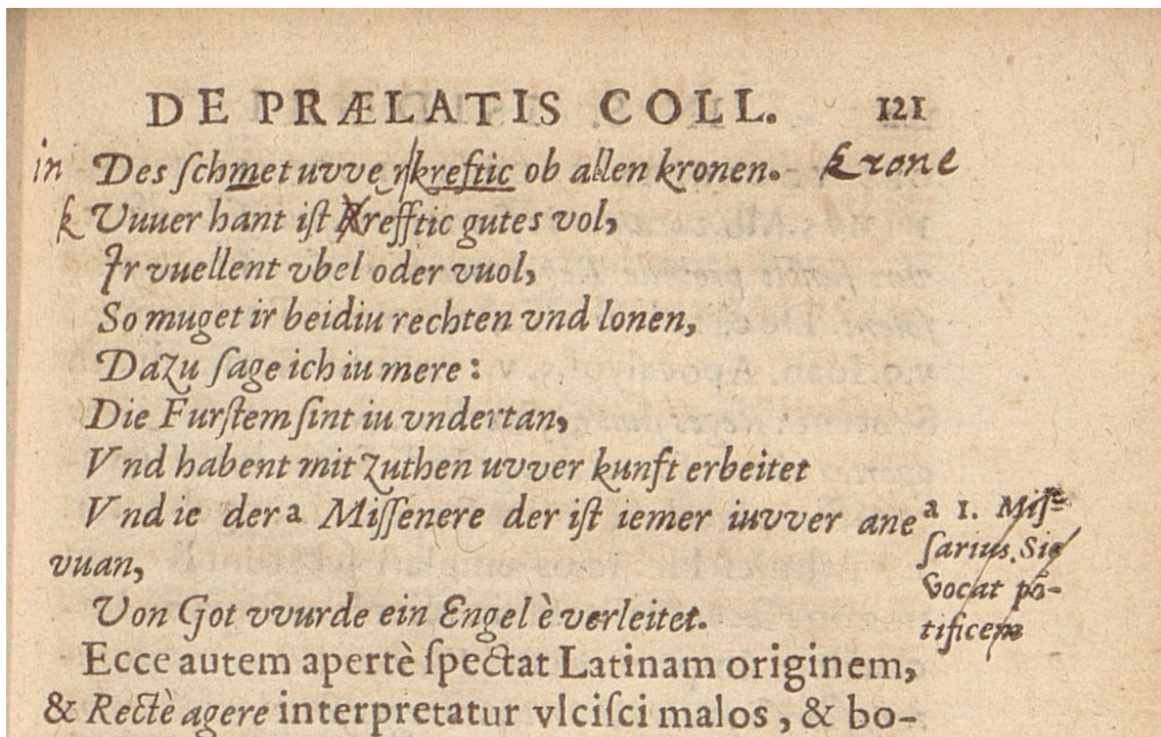 DE PRÆLATIS COLL. 121
in Des ſchmet uvve r kreftic ob allen kronen. krone
k Uuuer hant iſt krefftic gutes vol,
Ir vuellent vbel oder vuol,
So muget ir beidiu rechten vnd lonen,
Dazu ſage ich iu mere :
Die Furſtem ſint iu vndertan,
Vnd habent mit zuthen uvver kunft erbeitet
Vnd ie der a Miſſenere der iſt iemer iuvver ane
vuan,
Von Got vvurde ein Engel è verleitet.
a 1. Miſ-
ſarius. Sic
vocat põ-
tificem
Ecce autem apertè ſpectat Latinam originem,
& Rectè agere interpretatur vlciſci malos, & bo-